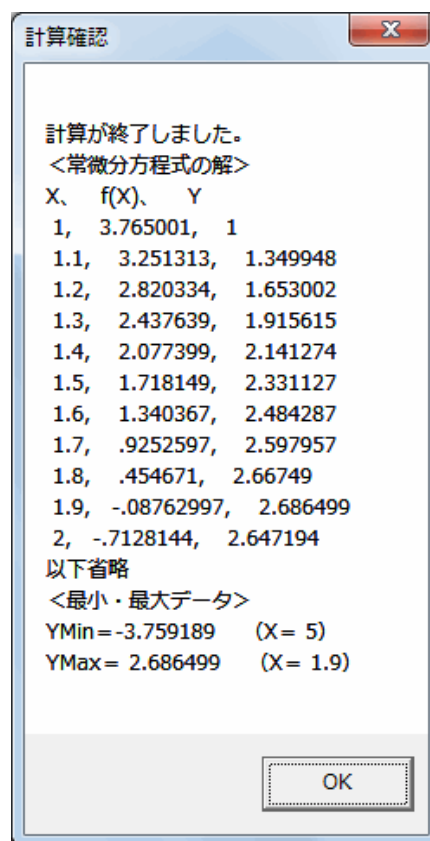 計算確認
計算が終了しました。
＜常微分方程式の解＞
X、 f(X)、 Y
1, 3.765001, 1
1.1, 3.251313, 1.349948
1.2, 2.820334, 1.653002
1.3, 2.437639, 1.915615
1.4, 2.077399, 2.141274
1.5, 1.718149, 2.331127
1.6, 1.340367, 2.484287
1.7, .9252597, 2.597957
1.8, .454671, 2.66749
1.9, -.08762997, 2.686499
2, -.7128144, 2.647194
以下省略
＜最小・最大データ＞
YMin=-3.759189 （X= 5）
YMax= 2.686499 （X= 1.9）
OK